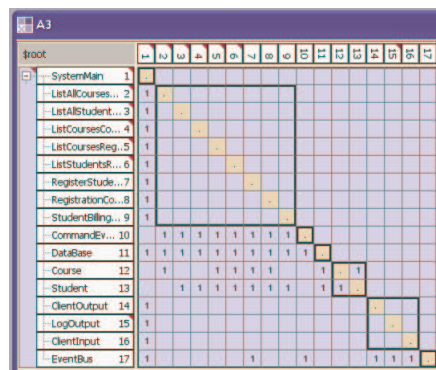 A3
$root 1 2 3 4 5 6 7 8 9 10 11 12 13 14 15 16 17
SystemMain 1 .
ListAllCourses... 2 1 .
ListAllStudent... 3 1 .
ListCoursesCo... 4 1 .
ListCoursesReg... 5 1 .
ListStudentsR... 6 1 .
RegisterStude... 7 1 .
RegistrationCo... 8 1 .
StudentBilling... 9 1 .
CommandEv... 10 1 1 1 1 1 1 1 1 .
DataBase 11 1 1 1 1 1 1 1 1 1 1 .
Course 12 1 1 1 1 1 1 . 1
Student 13 1 1 1 1 1 1 1 1 1 .
ClientOutput 14 1 .
LogOutput 15 1 .
ClientInput 16 1 .
EventBus 17 1 1 1 1 1 1 .